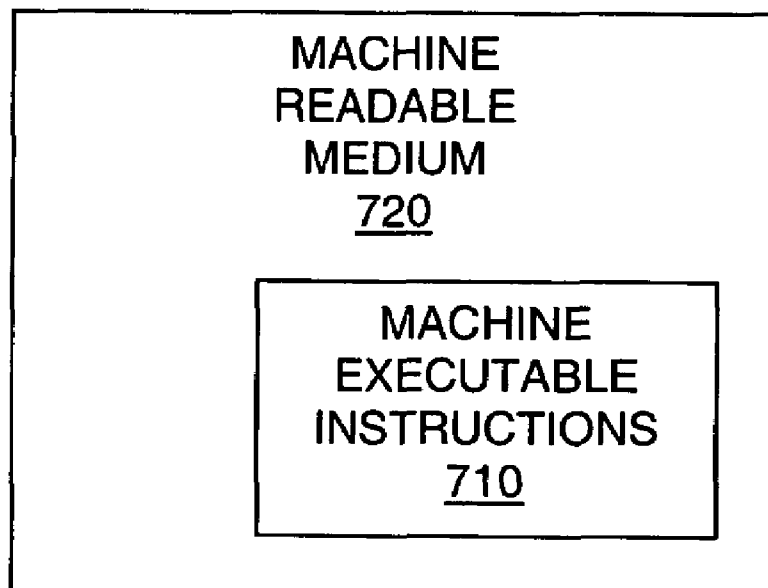 MACHINE
READABLE
MEDIUM
720
MACHINE
EXECUTABLE
INSTRUCTIONS
710